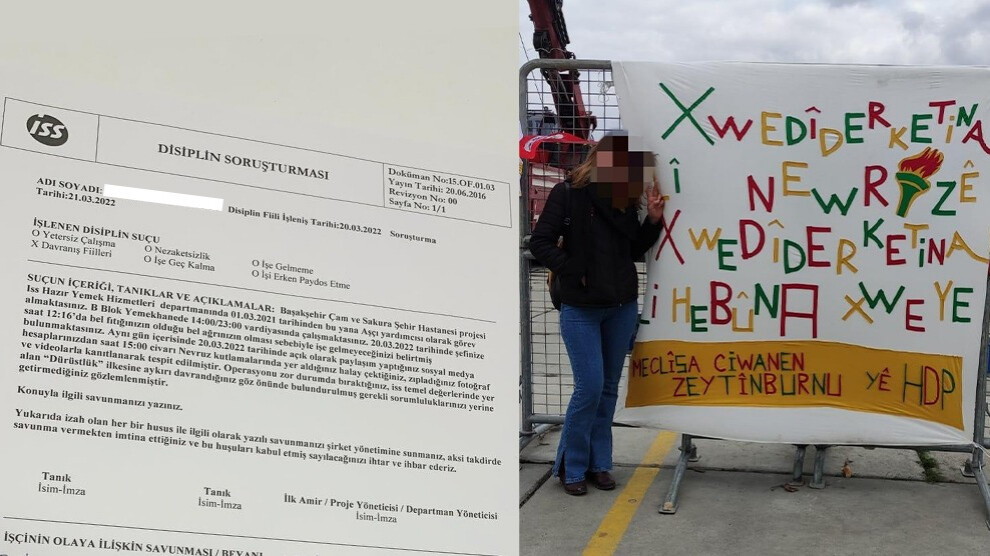 iss
DİSİPLİN SORUŞTURMASI
Doküman No:15.OF.01.03
Yayın Tarihi: 20.06.2016
Revizyon No: 00
Sayfa No: 1/1
ADI SOYADI:
Tarihi:21.03.2022 Disiplin Fiili İşleniş Tarihi:20.03.2022 Soruşturma
İŞLENEN DİSİPLİN SUÇU
O Yetersiz Çalışma O Nezaketsizlik O İşe Gelmeme
X Davranış Fiilleri O İşe Geç Kalma O İşi Erken Paydos Etme
SUÇUN İÇERİĞİ, TANIKLAR VE AÇIKLAMALAR: Başakşehir Çam ve Sakura Şehir Hastanesi projesi
Iss Hazır Yemek Hizmetleri departmanında 01.03.2021 tarihinden bu yana Aşçı yardımcısı olarak görev
almaktasınız. B Blok Yemekhanede 14:00/23:00 vardiyasında çalışmaktasınız. 20.03.2022 tarihinde şefinize
saat 12:16'da bel fıtığınızın olduğu bel ağrınızın olması sebebiyle işe gelmeyeceğinizi belirtmiş
bulunmaktasınız. Aynı gün içerisinde 20.03.2022 tarihinde açık olarak paylaşım yaptığınız sosyal medya
hesaplarınızdan saat 15:00 civarı Nevruz kutlamalarında yer aldığınız halay çektiğiniz, zıpladığınız fotoğraf
ve videolarla kanıtlanarak tespit edilmiştir. Operasyonu zor durumda bıraktığınız, iss temel değerlerinde yer
alan “Dürüstlük” ilkesine aykırı davrandığınız göz önünde bulundurulmuş gerekli sorumluluklarınızı yerine
getirmediğiniz gözlemlenmiştir.
Konuyla ilgili savunmanızı yazınız.
Yukarıda izah olan her bir husus ile ilgili olarak yazılı savunmanızı şirket yönetimine sunmanız, aksi takdirde
savunma vermekten imtina ettiğiniz ve bu huşuları kabul etmiş sayılacağınızı ihtar ve ihbar ederiz.
Tanık Tanık İlk Amir / Proje Yöneticisi / Departman Yöneticisi
İsim-İmza İsim-İmza İsim-İmza
İŞÇİNİN OLAYA İLİŞKİN SAVUNMASI / BEYANI
XWEDÎDERKETINA
Î NEWROZÊ
XWEDÎDERKETINA
LI HEBÛNA XWEYE
MECLÎSA CIWANEN
ZEYTÎNBURNU YÊ HDP